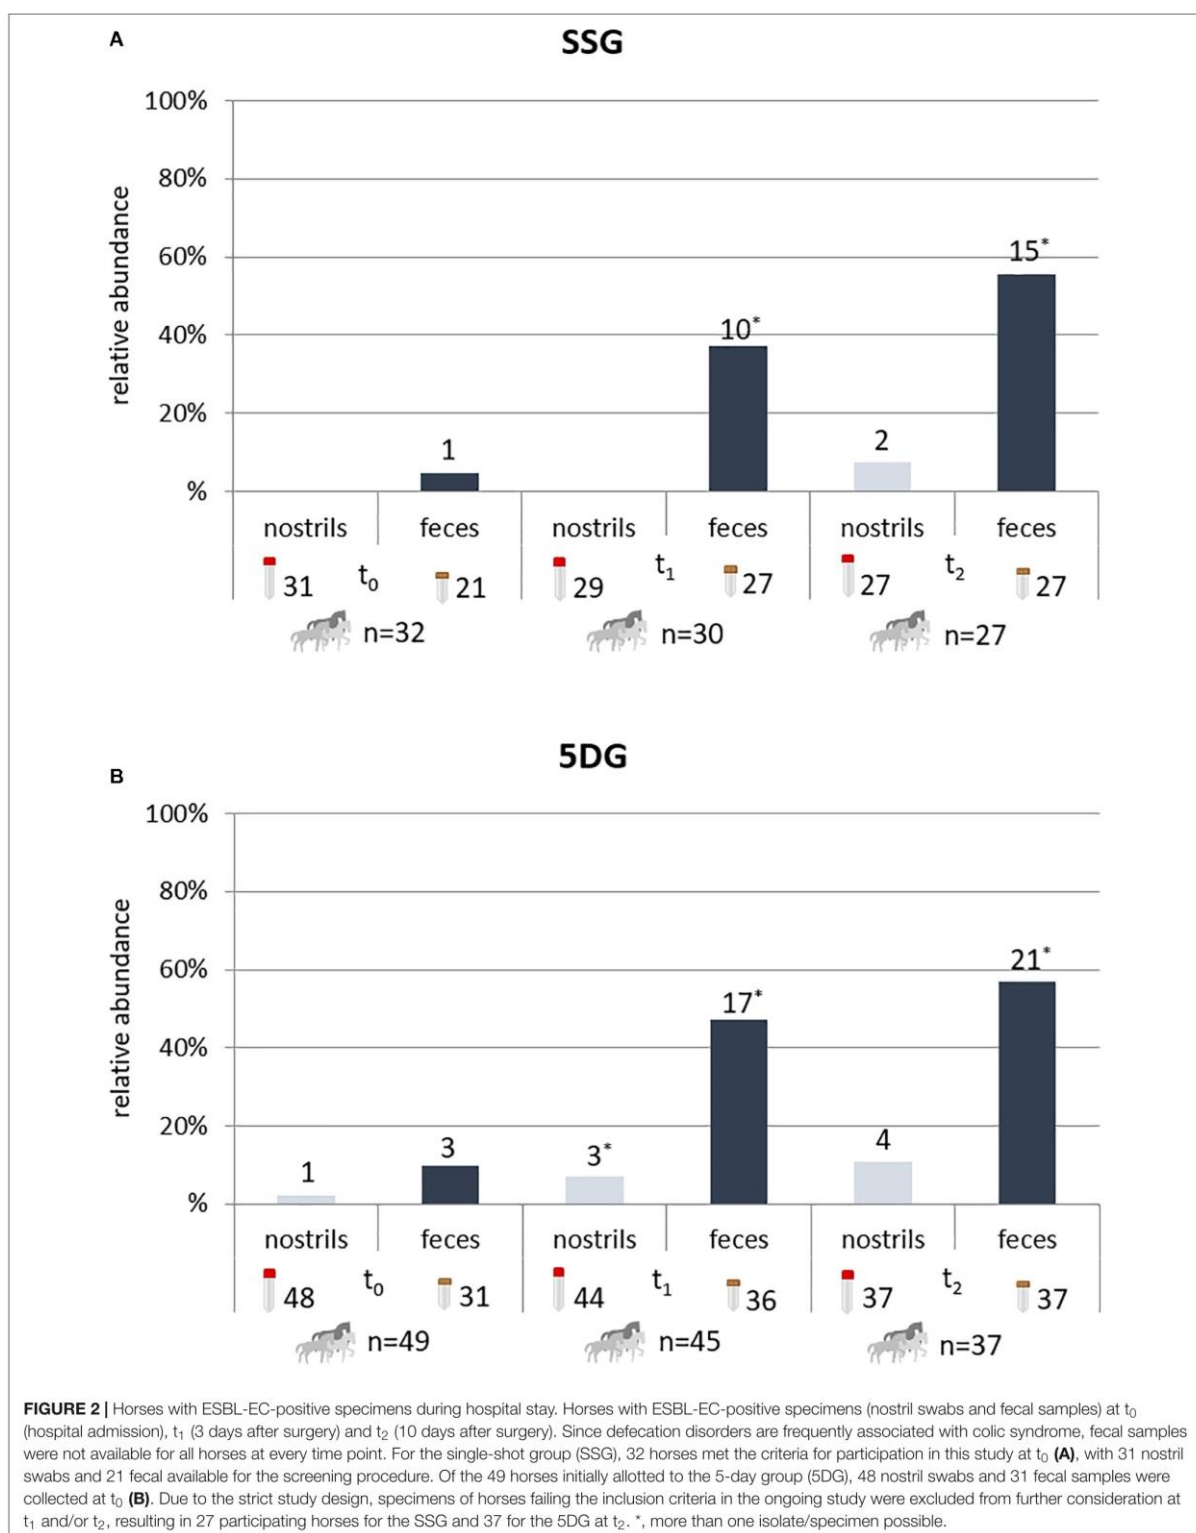 A
SSG
100%
80%
60%
40%
20%
%
relative abundance
1
10*
2
15*
nostrils feces nostrils feces nostrils feces
31 t₀ 21 29 t₁ 27 27 t₂ 27
n=32 n=30 n=27
B
5DG
100%
80%
60%
40%
20%
%
relative abundance
1
3
3*
17*
4
21*
nostrils feces nostrils feces nostrils feces
48 t₀ 31 44 t₁ 36 37 t₂ 37
n=49 n=45 n=37
FIGURE 2 | Horses with ESBL-EC-positive specimens during hospital stay. Horses with ESBL-EC-positive specimens (nostril swabs and fecal samples) at t₀
(hospital admission), t₁ (3 days after surgery) and t₂ (10 days after surgery). Since defecation disorders are frequently associated with colic syndrome, fecal samples
were not available for all horses at every time point. For the single-shot group (SSG), 32 horses met the criteria for participation in this study at t₀ (A), with 31 nostril
swabs and 21 fecal available for the screening procedure. Of the 49 horses initially allotted to the 5-day group (5DG), 48 nostril swabs and 31 fecal samples were
collected at t₀ (B). Due to the strict study design, specimens of horses failing the inclusion criteria in the ongoing study were excluded from further consideration at
t₁ and/or t₂, resulting in 27 participating horses for the SSG and 37 for the 5DG at t₂. *, more than one isolate/specimen possible.